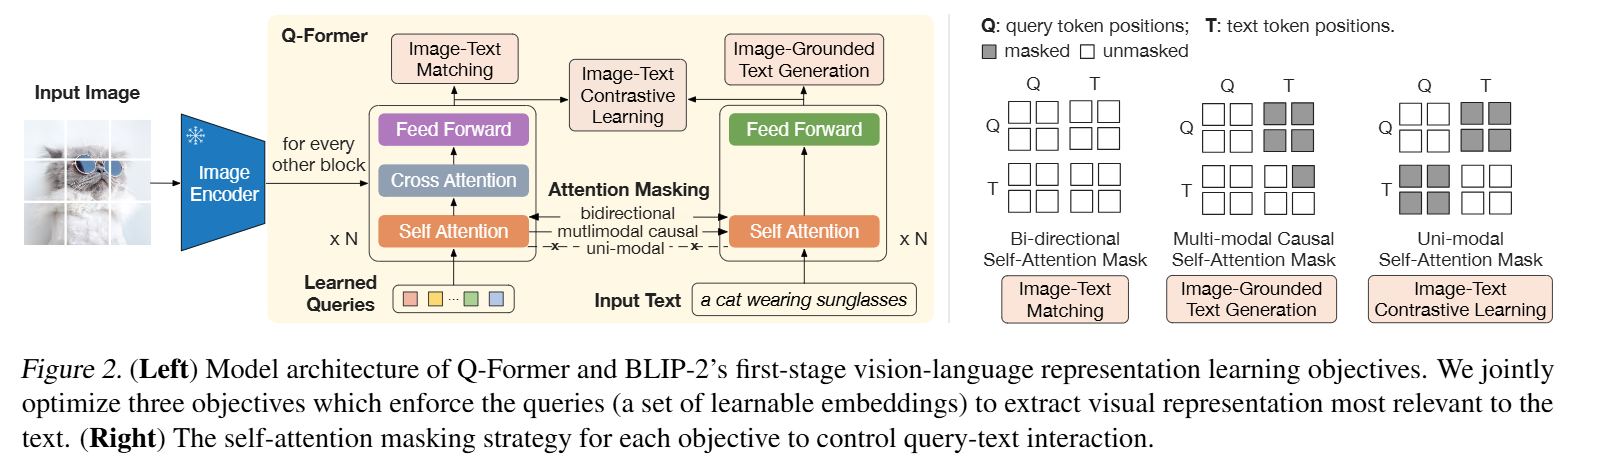 Q-Former
Input Image
Image
Encoder
for every
other block
Image-Text
Matching
Image-Text
Contrastive
Learning
Image-Grounded
Text Generation
Feed Forward
Cross Attention
Self Attention
x N
Feed Forward
Self Attention
x N
Attention Masking
bidirectional
mutlimodal causal
x uni-modal x
Learned
Queries
...
Input Text
a cat wearing sunglasses
Q: query token positions; T: text token positions.
masked unmasked
Q T
Q
T
Bi-directional
Self-Attention Mask
Image-Text
Matching
Q T
Q
T
Multi-modal Causal
Self-Attention Mask
Image-Grounded
Text Generation
Q T
Q
T
Uni-modal
Self-Attention Mask
Image-Text
Contrastive Learning
Figure 2. (Left) Model architecture of Q-Former and BLIP-2's first-stage vision-language representation learning objectives. We jointly
optimize three objectives which enforce the queries (a set of learnable embeddings) to extract visual representation most relevant to the
text. (Right) The self-attention masking strategy for each objective to control query-text interaction.